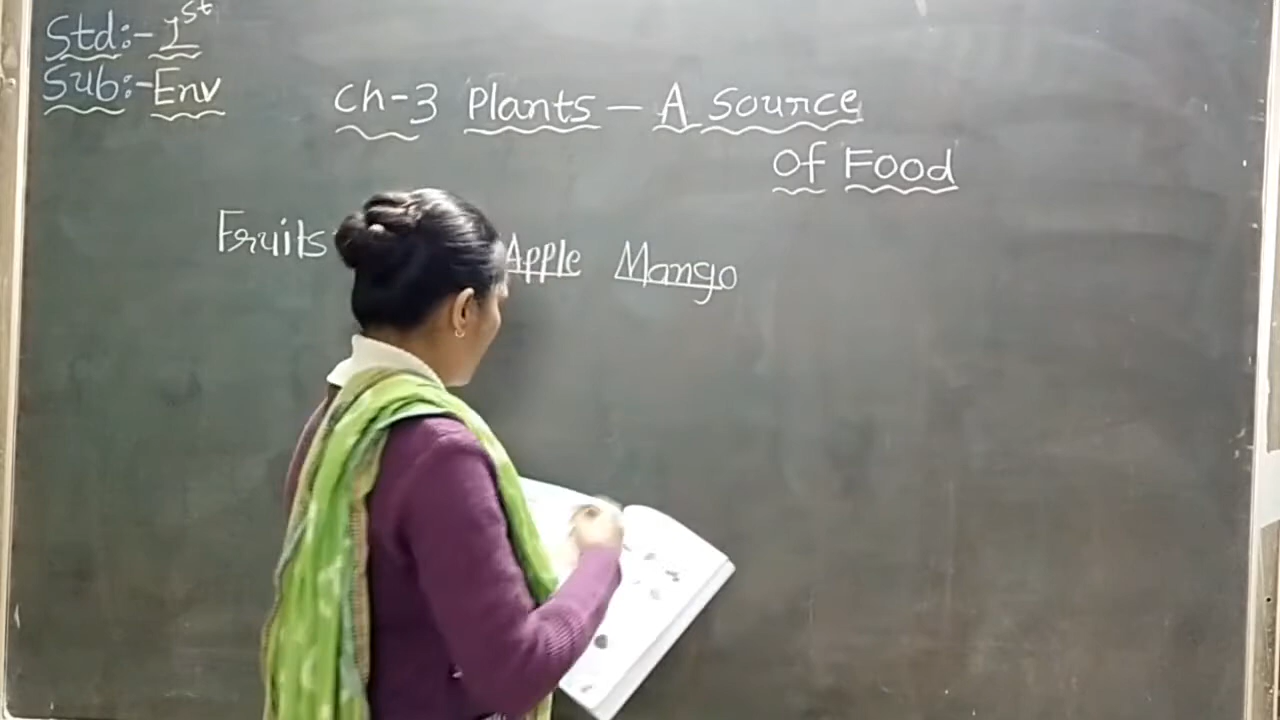 Std:- 1st
Sub:- Env
Ch-3 Plants - A Source
Of Food
Fruits Apple Mango